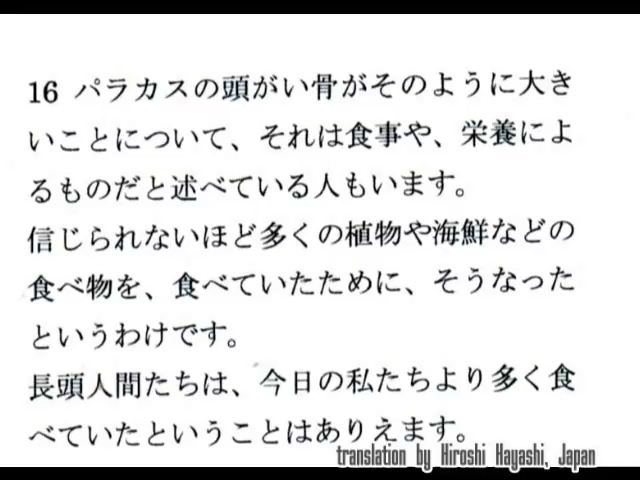 16 パラカスの頭がい骨がそのように大き
いことについて、それは食事や、栄養によ
るものだと述べている人もいます。
信じられないほど多くの植物や海鮮などの
食べ物を、食べていたために、そうなった
というわけです。
長頭人間たちは、今日の私たちより多く食
べていたということはありえます。
translation by Hiroshi Hayashi, Japan